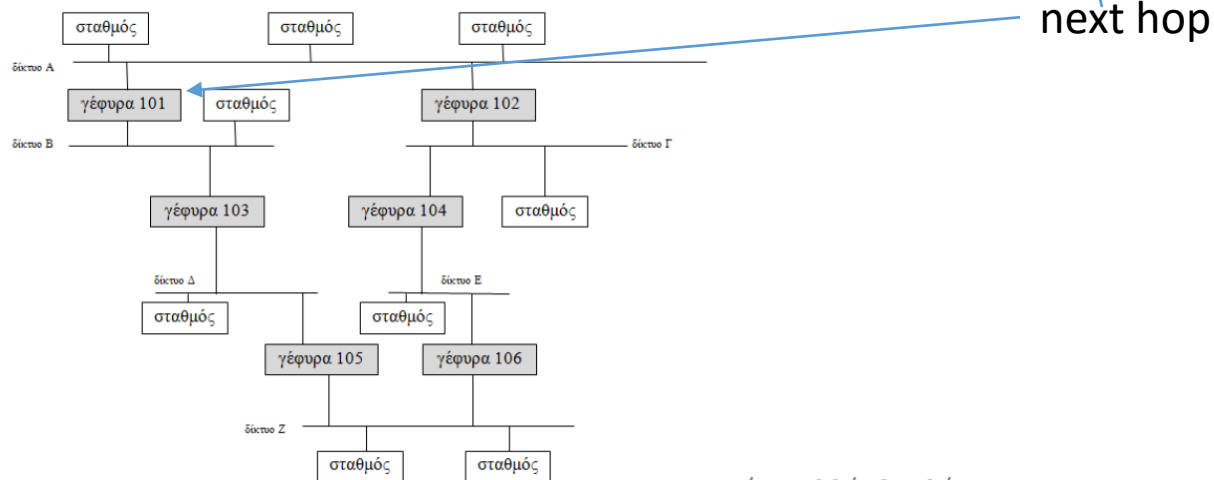 next hop
σταθμός σταθμός σταθμός
δίκτυο Α
γέφυρα 101 σταθμός γέφυρα 102
δίκτυο Β δίκτυο Γ
γέφυρα 103 γέφυρα 104 σταθμός
δίκτυο Δ δίκτυο Ε
σταθμός σταθμός
γέφυρα 105 γέφυρα 106
δίκτυο Ζ
σταθμός σταθμός